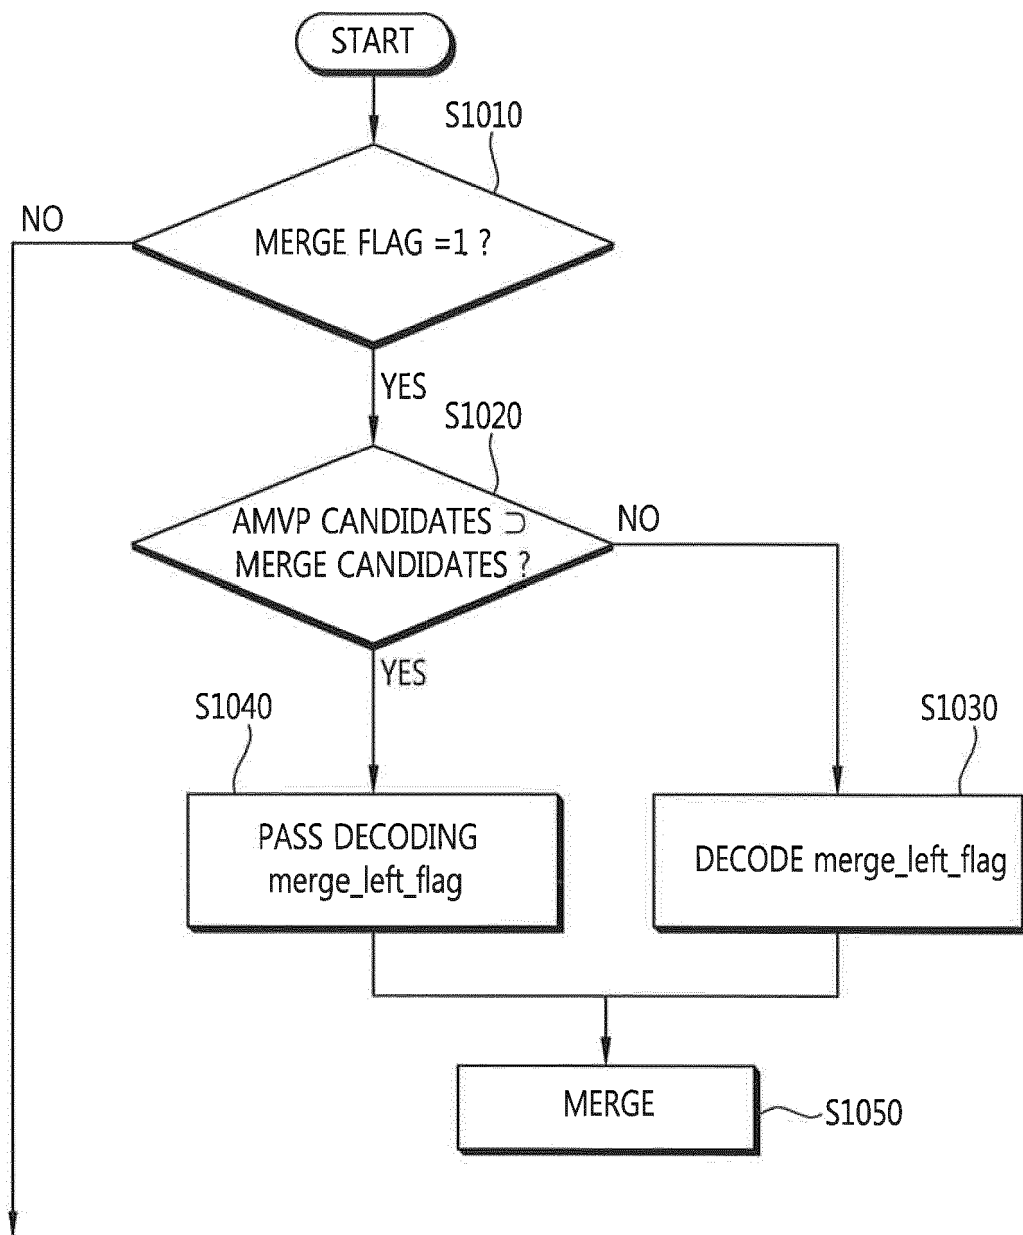 START
S1010
NO
MERGE FLAG =1 ?
YES
S1020
AMVP CANDIDATES ⊃
MERGE CANDIDATES ?
NO
YES
S1040
S1030
PASS DECODING
merge_left_flag
DECODE merge_left_flag
MERGE
S1050